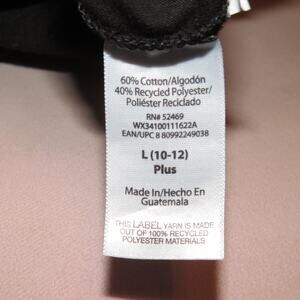 60% Cotton/Algodón
40% Recycled Polyester/
Poliéster Reciclado
RN# 52469
WX34100111622A
EAN/UPC 8 80992249038
L (10-12)
Plus
Made In/Hecho En
Guatemala
THIS LABEL YARN IS MADE
OUT OF 100% RECYCLED
POLYESTER MATERIALS